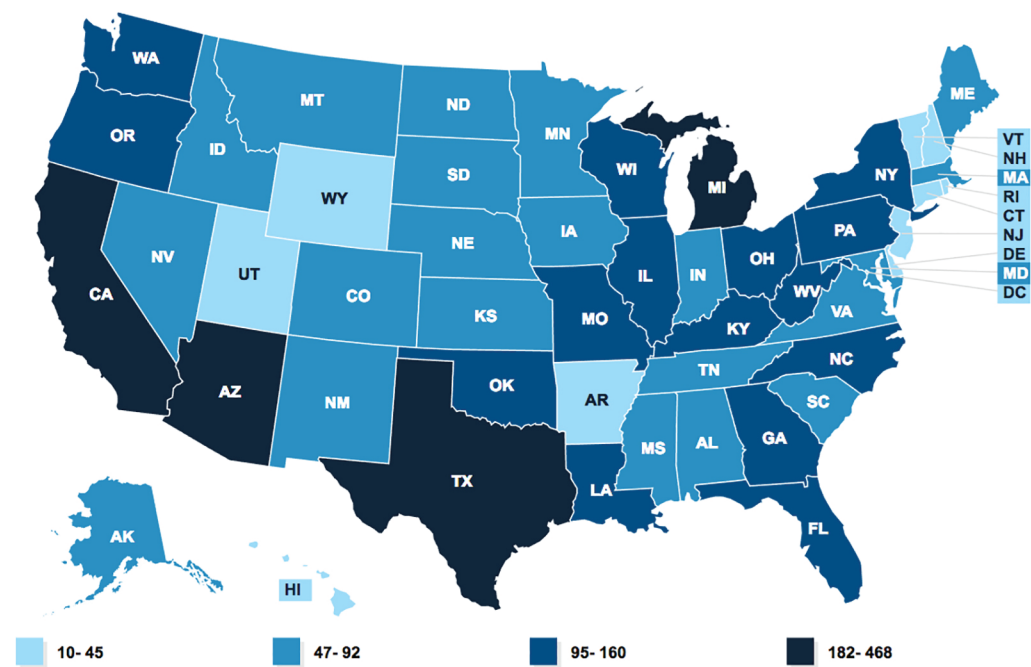 WA
OR
CA
ID
NV
MT
WY
UT
AZ
CO
NM
ND
SD
NE
KS
OK
TX
MN
IA
MO
AR
LA
WI
IL
MI
IN
OH
KY
TN
MS
AL
GA
FL
SC
NC
VA
WV
PA
NY
ME
VT
NH
MA
RI
CT
NJ
DE
MD
DC
AK
HI
10- 45
47- 92
95- 160
182- 468